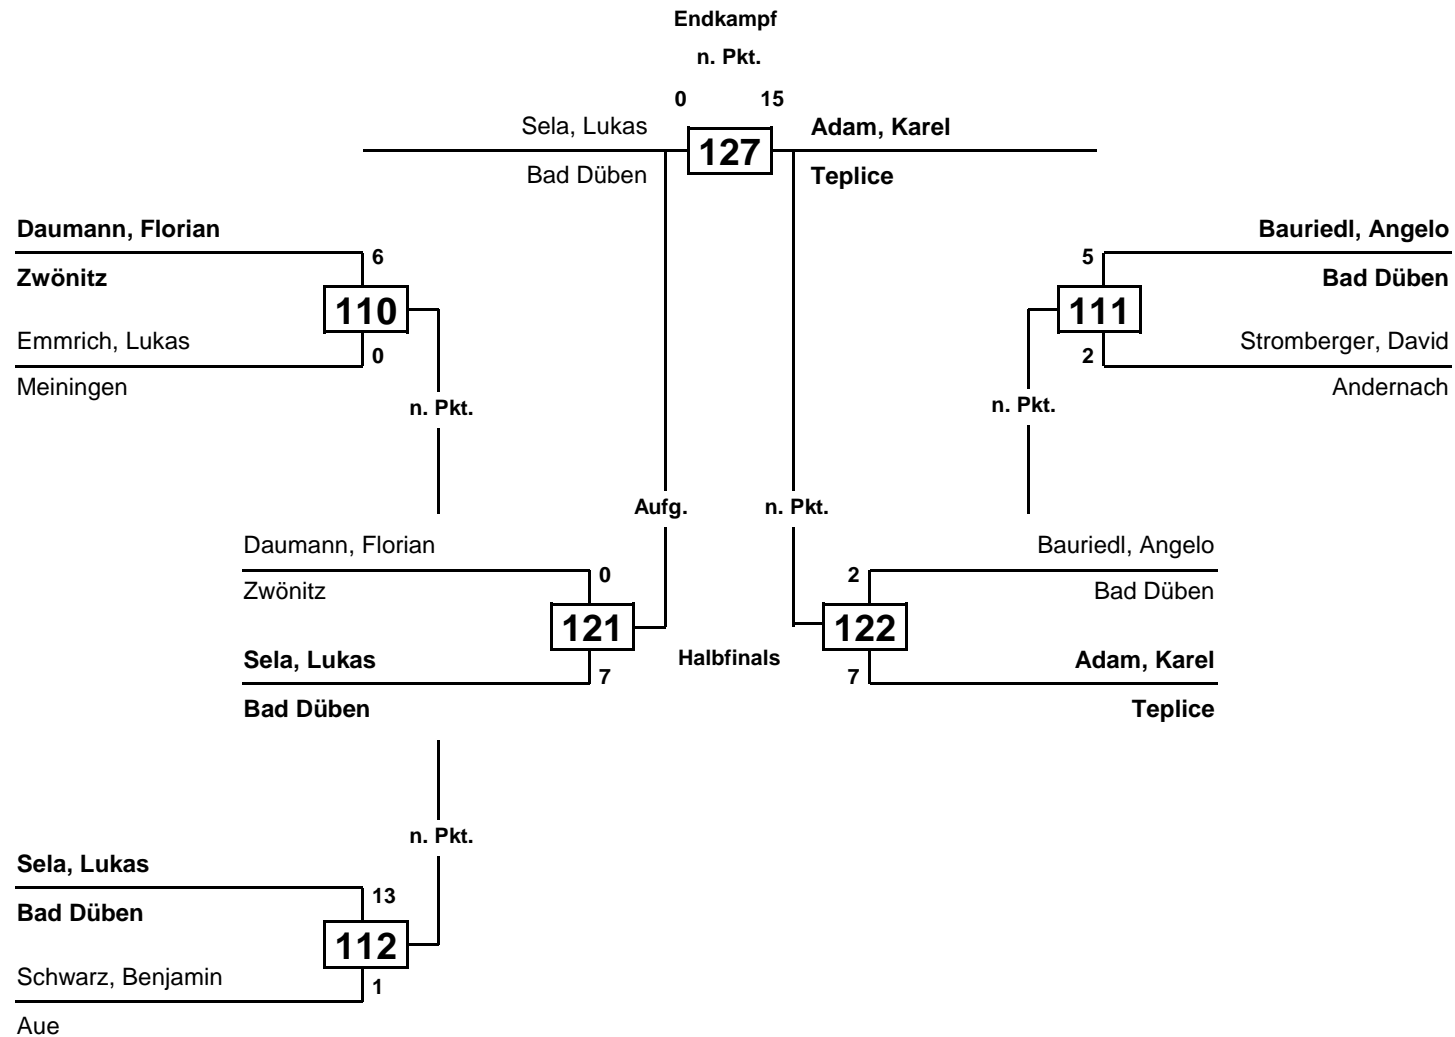 Endkampf
n. Pkt.
0 15
Sela, Lukas 127 Adam, Karel
Bad Düben Teplice
Daumann, Florian
6
Zwönitz
110
Emmrich, Lukas
0
Meiningen
n. Pkt.
Bauriedl, Angelo
5
Bad Düben
111
Stromberger, David
2
Andernach
n. Pkt.
Aufg. n. Pkt.
Daumann, Florian
0
Zwönitz
121
Sela, Lukas
7
Bad Düben
Halbfinals
Bauriedl, Angelo
2
Bad Düben
122
Adam, Karel
7
Teplice
n. Pkt.
Sela, Lukas
13
Bad Düben
112
Schwarz, Benjamin
1
Aue